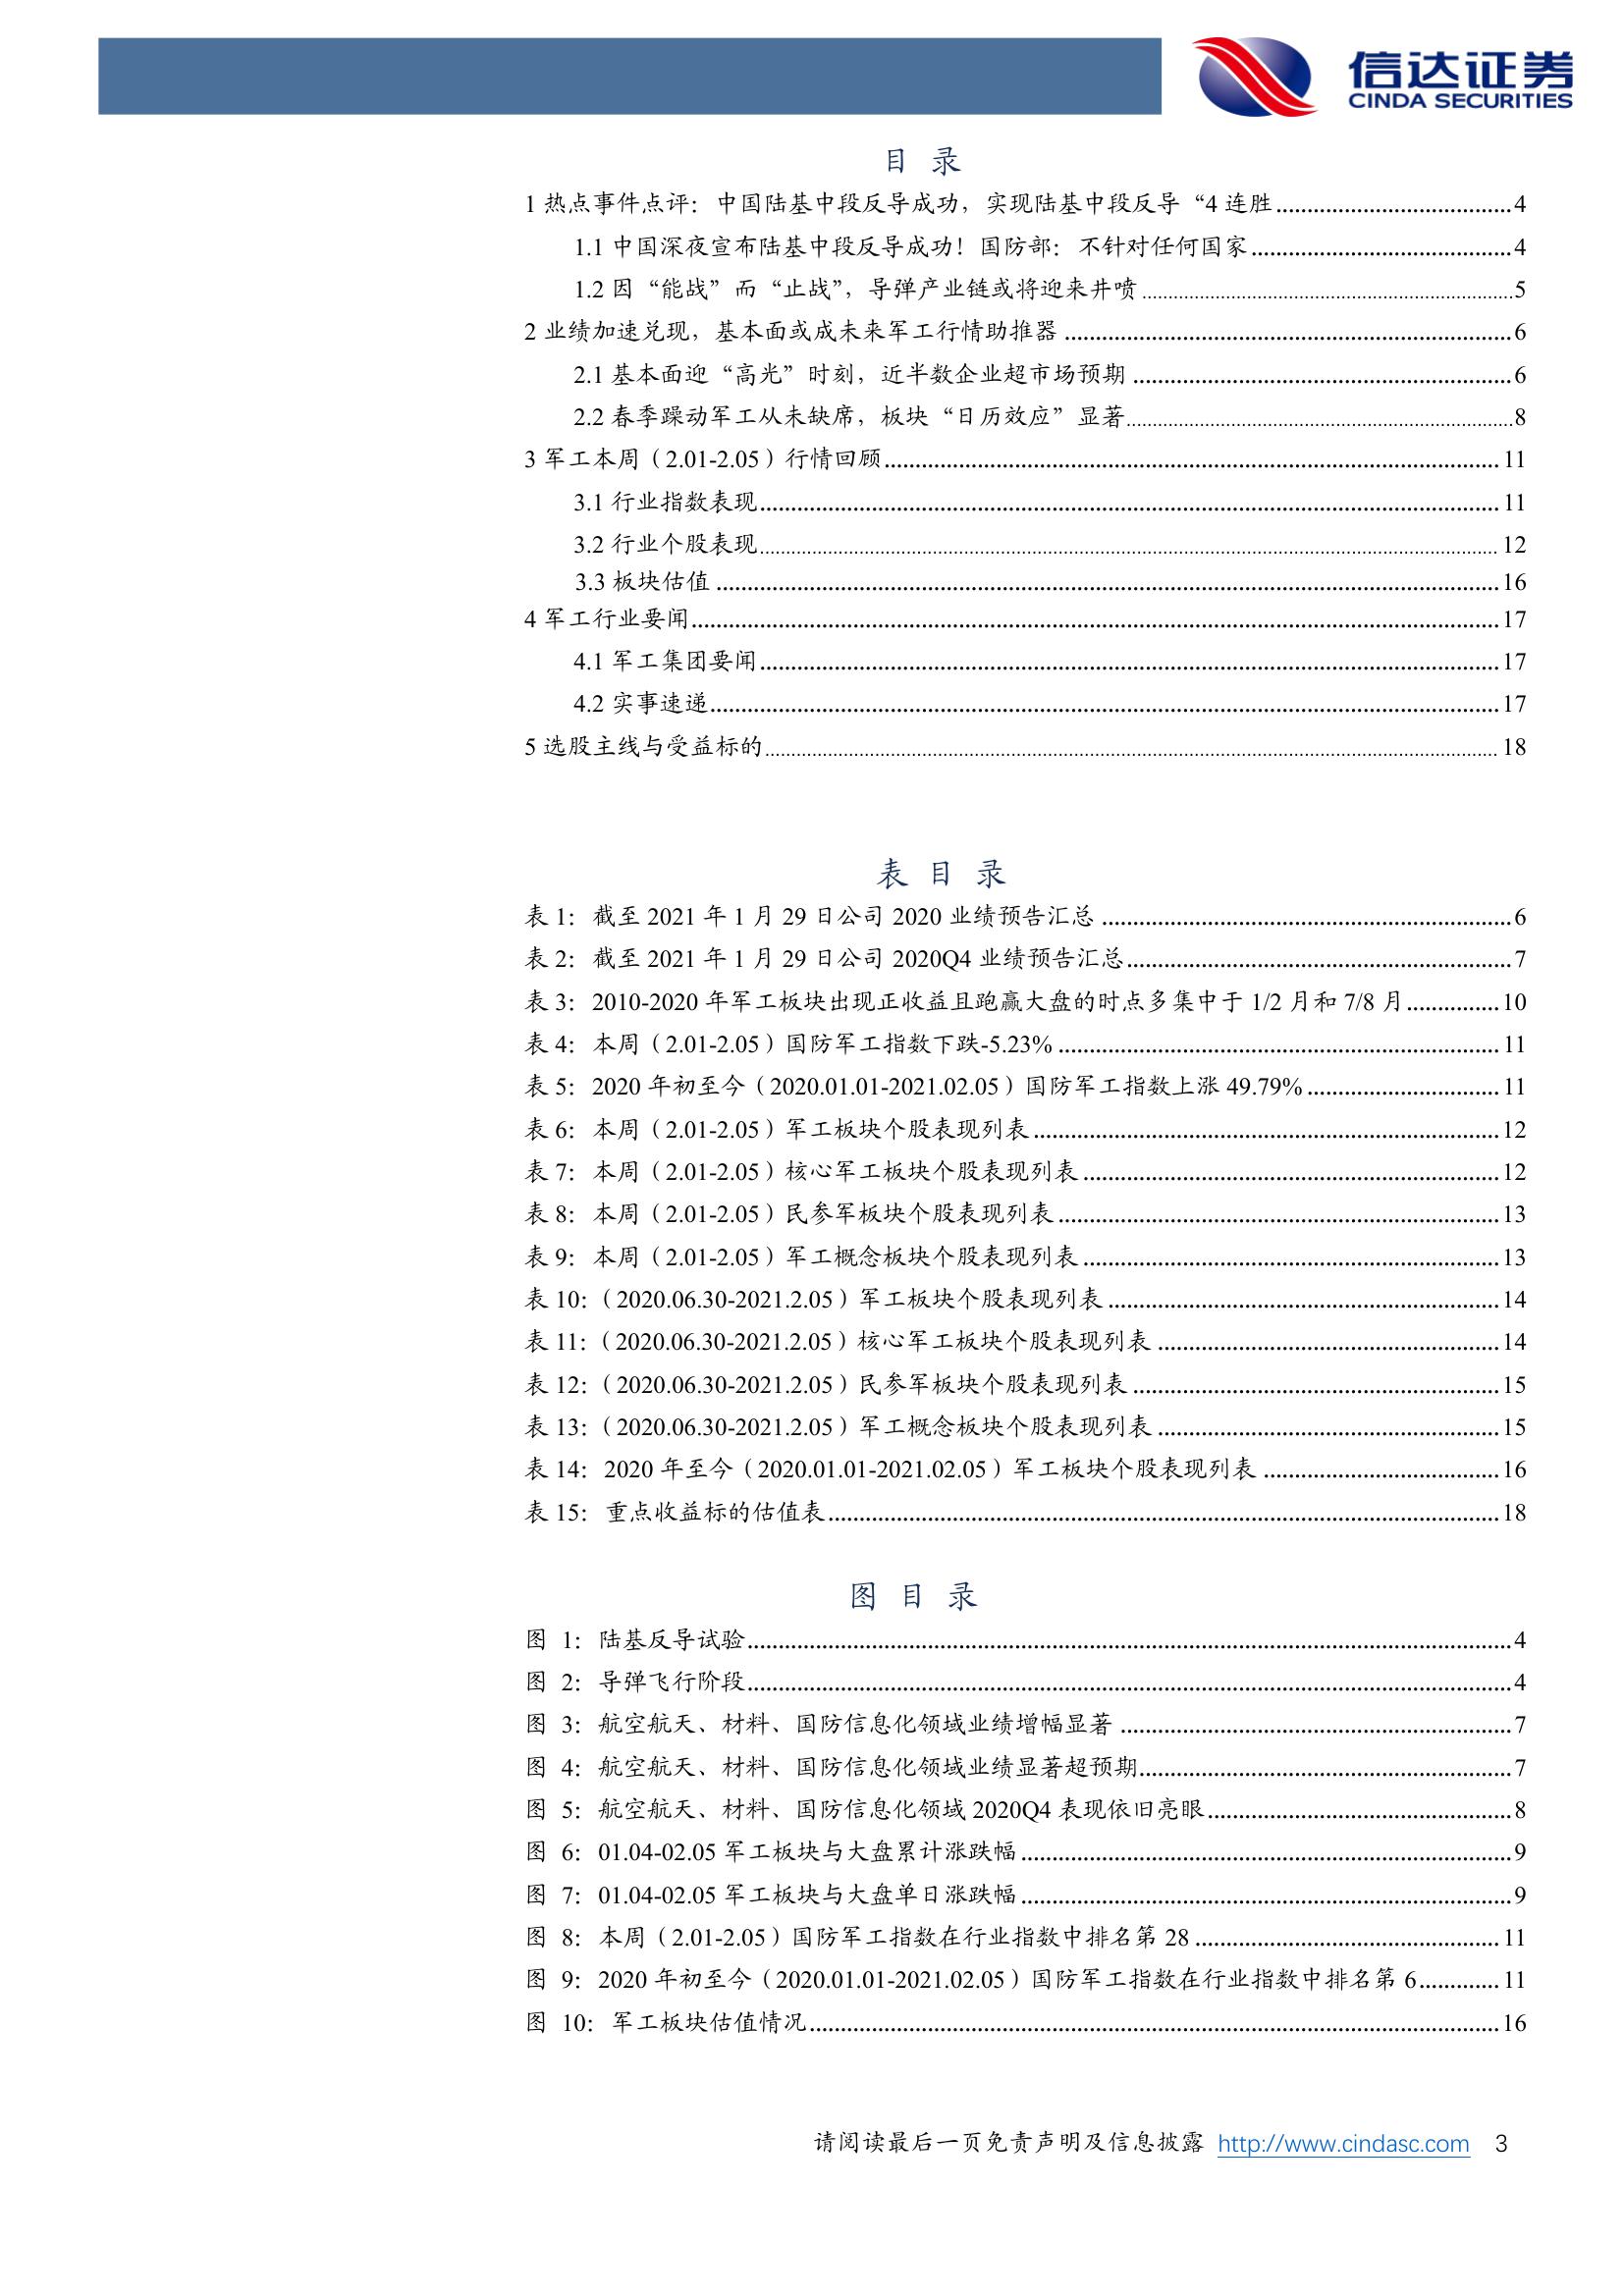 信达证券
CINDA SECURITIES
目 录
1 热点事件点评：中国陆基中段反导成功，实现陆基中段反导“4 连胜........4
1.1 中国深夜宣布陆基中段反导成功！国防部：不针对任何国家........4
1.2 因“能战”而“止战”，导弹产业链或将迎来井喷........5
2 业绩加速兑现，基本面或成未来军工行情助推器........6
2.1 基本面迎“高光”时刻，近半数企业超市场预期........6
2.2 春季躁动军工从未缺席，板块“日历效应”显著........8
3 军工本周（2.01-2.05）行情回顾........11
3.1 行业指数表现........11
3.2 行业个股表现........12
3.3 板块估值........16
4 军工行业要闻........17
4.1 军工集团要闻........17
4.2 实事速递........17
5 选股主线与受益标的........18
表 目 录
表 1：截至 2021 年 1 月 29 日公司 2020 业绩预告汇总........6
表 2：截至 2021 年 1 月 29 日公司 2020Q4 业绩预告汇总........7
表 3：2010-2020 年军工板块出现正收益且跑赢大盘的时点多集中于 1/2 月和 7/8 月........10
表 4：本周（2.01-2.05）国防军工指数下跌-5.23%........11
表 5：2020 年初至今（2020.01.01-2021.02.05）国防军工指数上涨 49.79%........11
表 6：本周（2.01-2.05）军工板块个股表现列表........12
表 7：本周（2.01-2.05）核心军工板块个股表现列表........12
表 8：本周（2.01-2.05）民参军板块个股表现列表........13
表 9：本周（2.01-2.05）军工概念板块个股表现列表........13
表 10：（2020.06.30-2021.2.05）军工板块个股表现列表........14
表 11：（2020.06.30-2021.2.05）核心军工板块个股表现列表........14
表 12：（2020.06.30-2021.2.05）民参军板块个股表现列表........15
表 13：（2020.06.30-2021.2.05）军工概念板块个股表现列表........15
表 14：2020 年至今（2020.01.01-2021.02.05）军工板块个股表现列表........16
表 15：重点收益标的估值表........18
图 目 录
图 1：陆基反导试验........4
图 2：导弹飞行阶段........4
图 3：航空航天、材料、国防信息化领域业绩增幅显著........7
图 4：航空航天、材料、国防信息化领域业绩显著超预期........7
图 5：航空航天、材料、国防信息化领域 2020Q4 表现依旧亮眼........8
图 6：01.04-02.05 军工板块与大盘累计涨跌幅........9
图 7：01.04-02.05 军工板块与大盘单日涨跌幅........9
图 8：本周（2.01-2.05）国防军工指数在行业指数中排名第 28........11
图 9：2020 年初至今（2020.01.01-2021.02.05）国防军工指数在行业指数中排名第 6........11
图 10：军工板块估值情况........16
请阅读最后一页免责声明及信息披露 http://www.cindasc.com 3